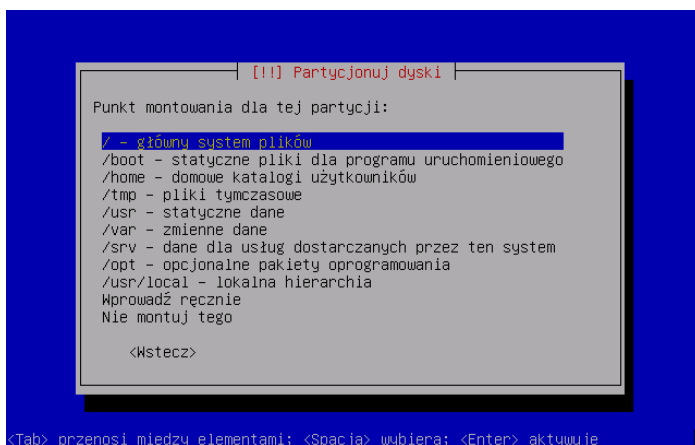 [!!] Partycjonuj dyski
Punkt montowania dla tej partycji:
/ – główny system plików
/boot – statyczne pliki dla programu uruchomieniowego
/home – domowe katalogi użytkowników
/tmp – pliki tymczasowe
/usr – statyczne dane
/var – zmienne dane
/srv – dane dla usług dostarczanych przez ten system
/opt – opcjonalne pakiety oprogramowania
/usr/local – lokalna hierarchia
Wprowadź ręcznie
Nie montuj tego
<Wstecz>
<Tab> przenosi między elementami; <Spacja> wybiera; <Enter> aktywuje